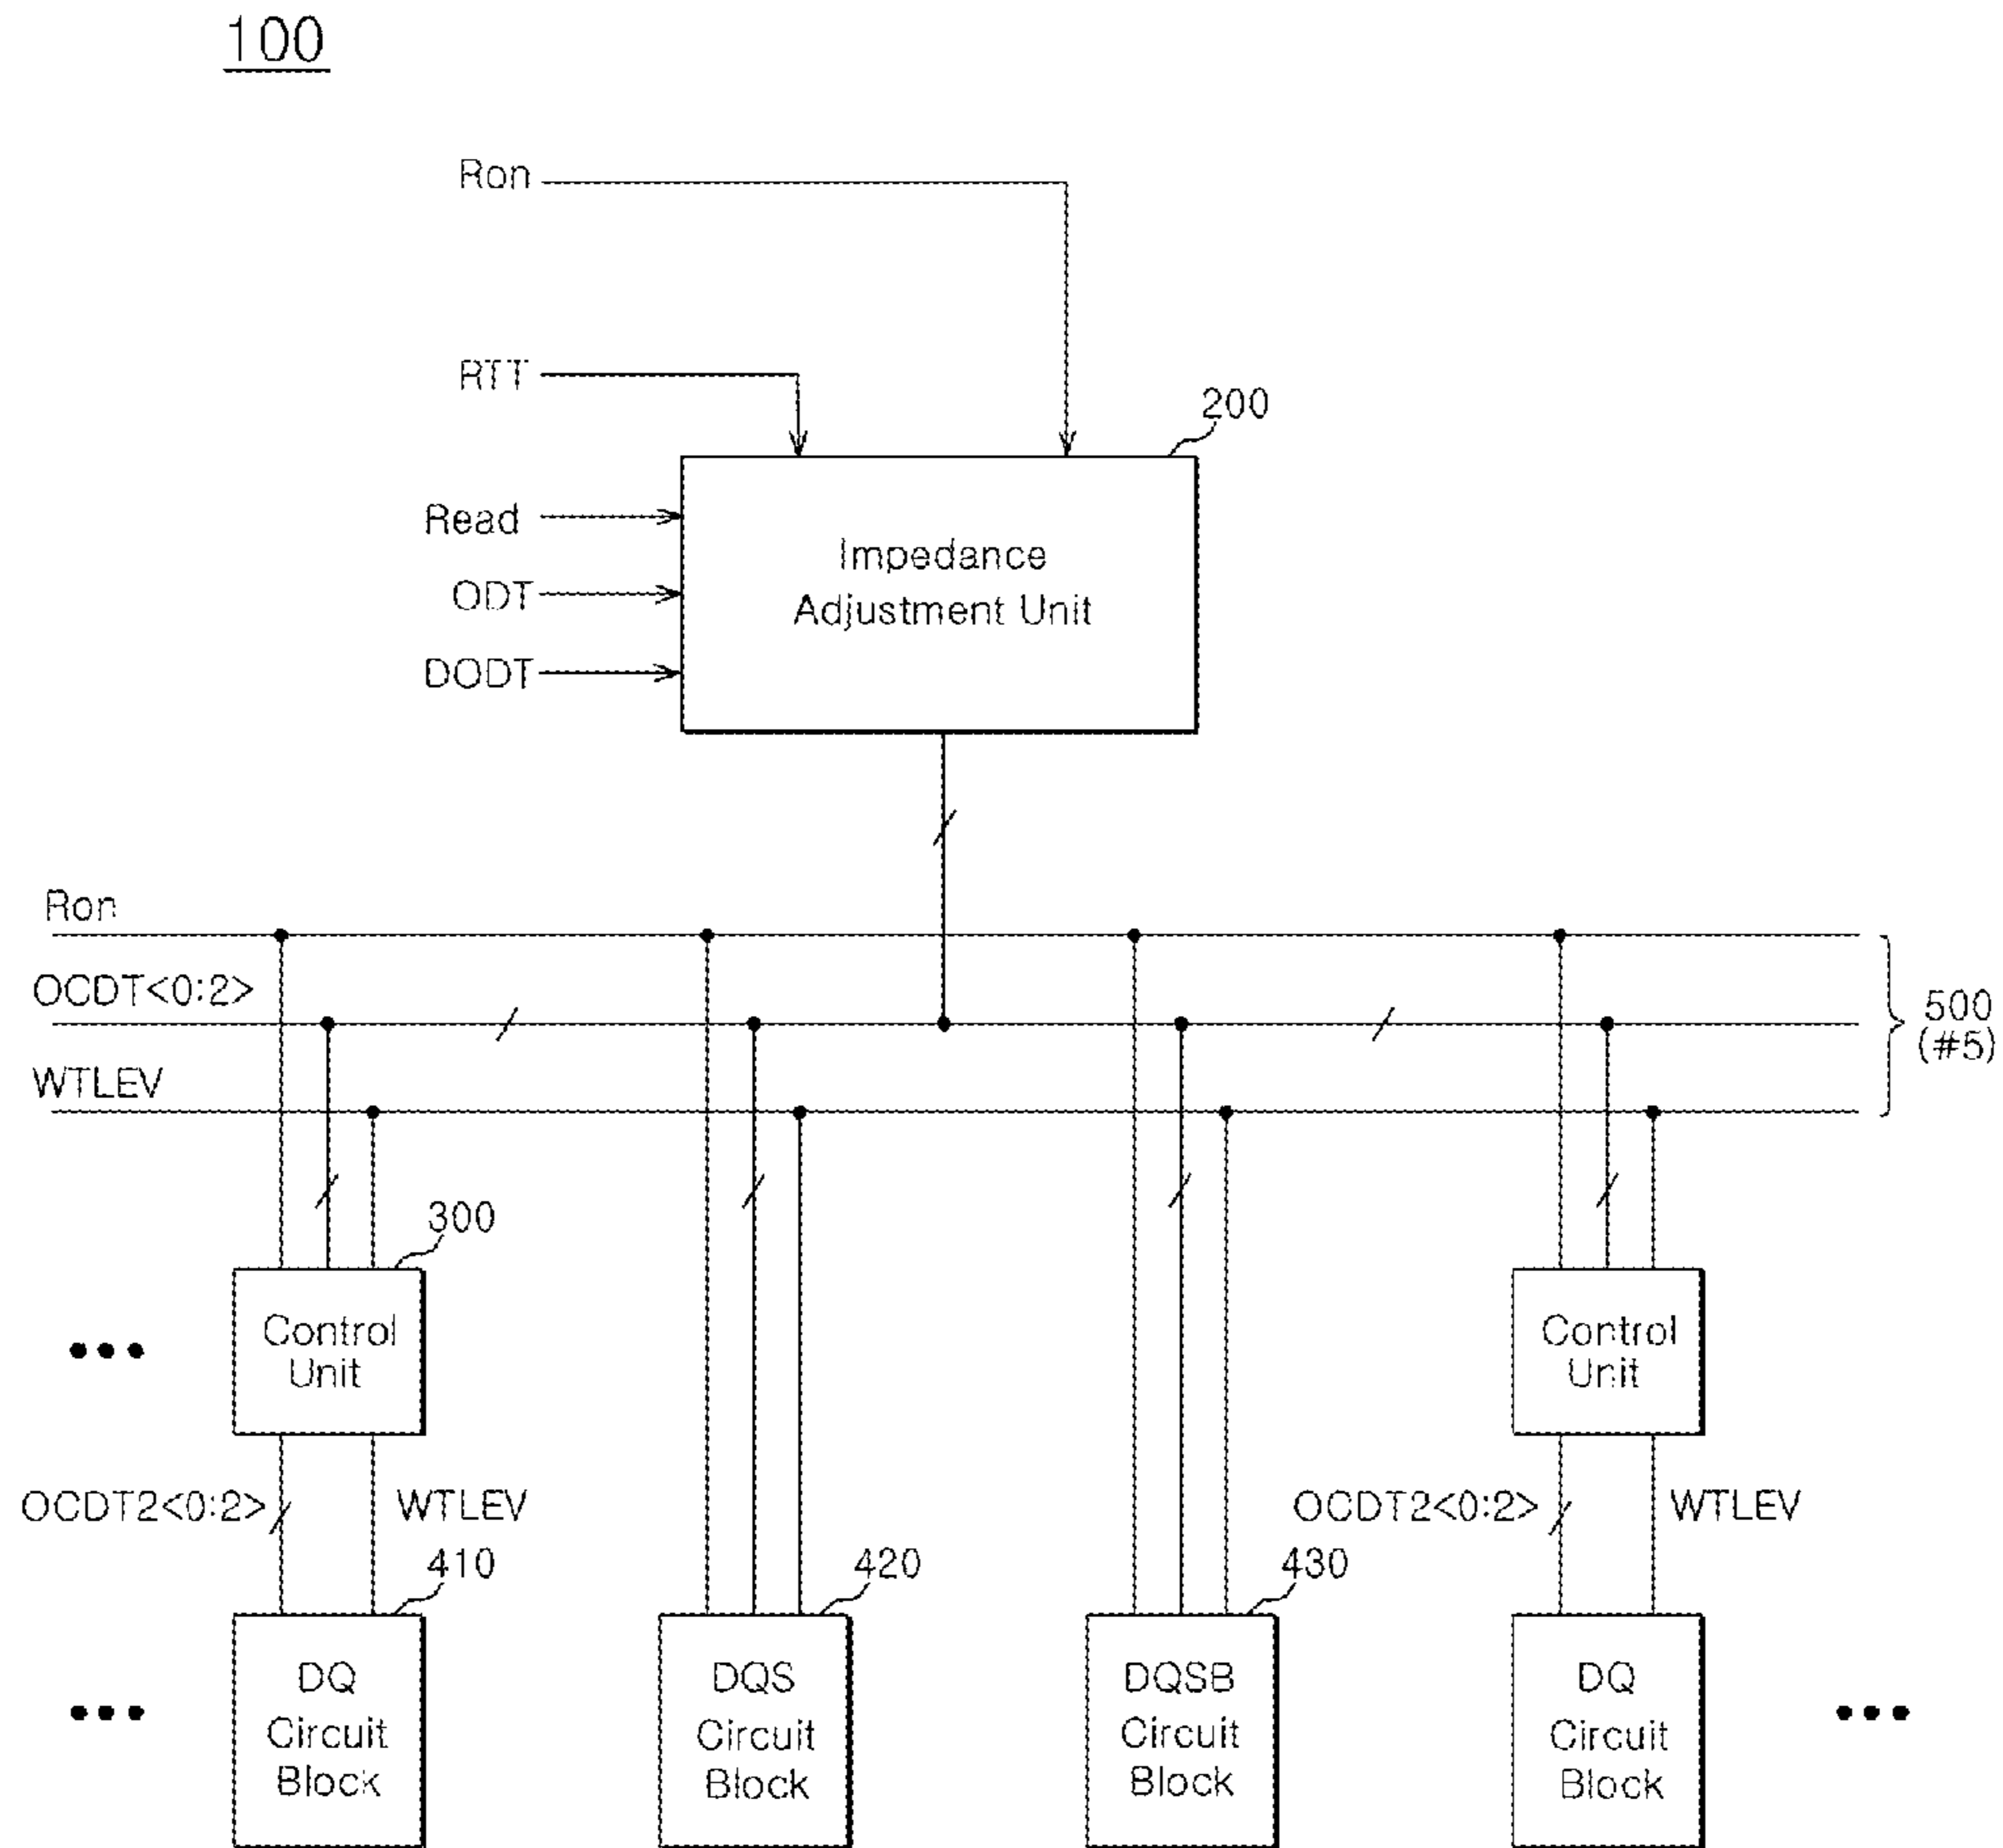 100
Ron
RTT
200
Read
ODT
DODT
Impedance
Adjustment Unit
Ron
OCDT<0:2>
WTLEV
500
(#5)
300
Control
Unit
Control
Unit
OCDT2<0:2>
WTLEV
OCDT2<0:2>
WTLEV
410
420
430
DQ
Circuit
Block
DQS
Circuit
Block
DQSB
Circuit
Block
DQ
Circuit
Block